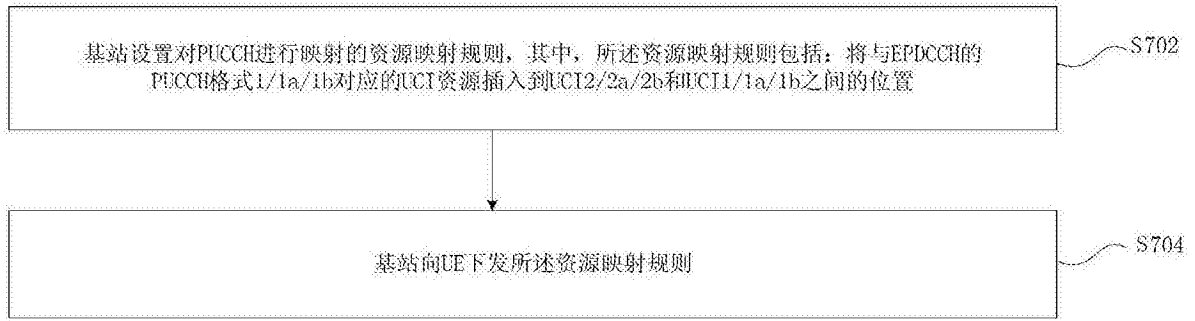 基站设置对PUCCH进行映射的资源映射规则，其中，所述资源映射规则包括：将与EPDCCH的
PUCCH格式1/1a/1b对应的UCI资源插入到UCI2/2a/2b和UCI1/1a/1b之间的位置
S702
基站向UE下发所述资源映射规则
S704